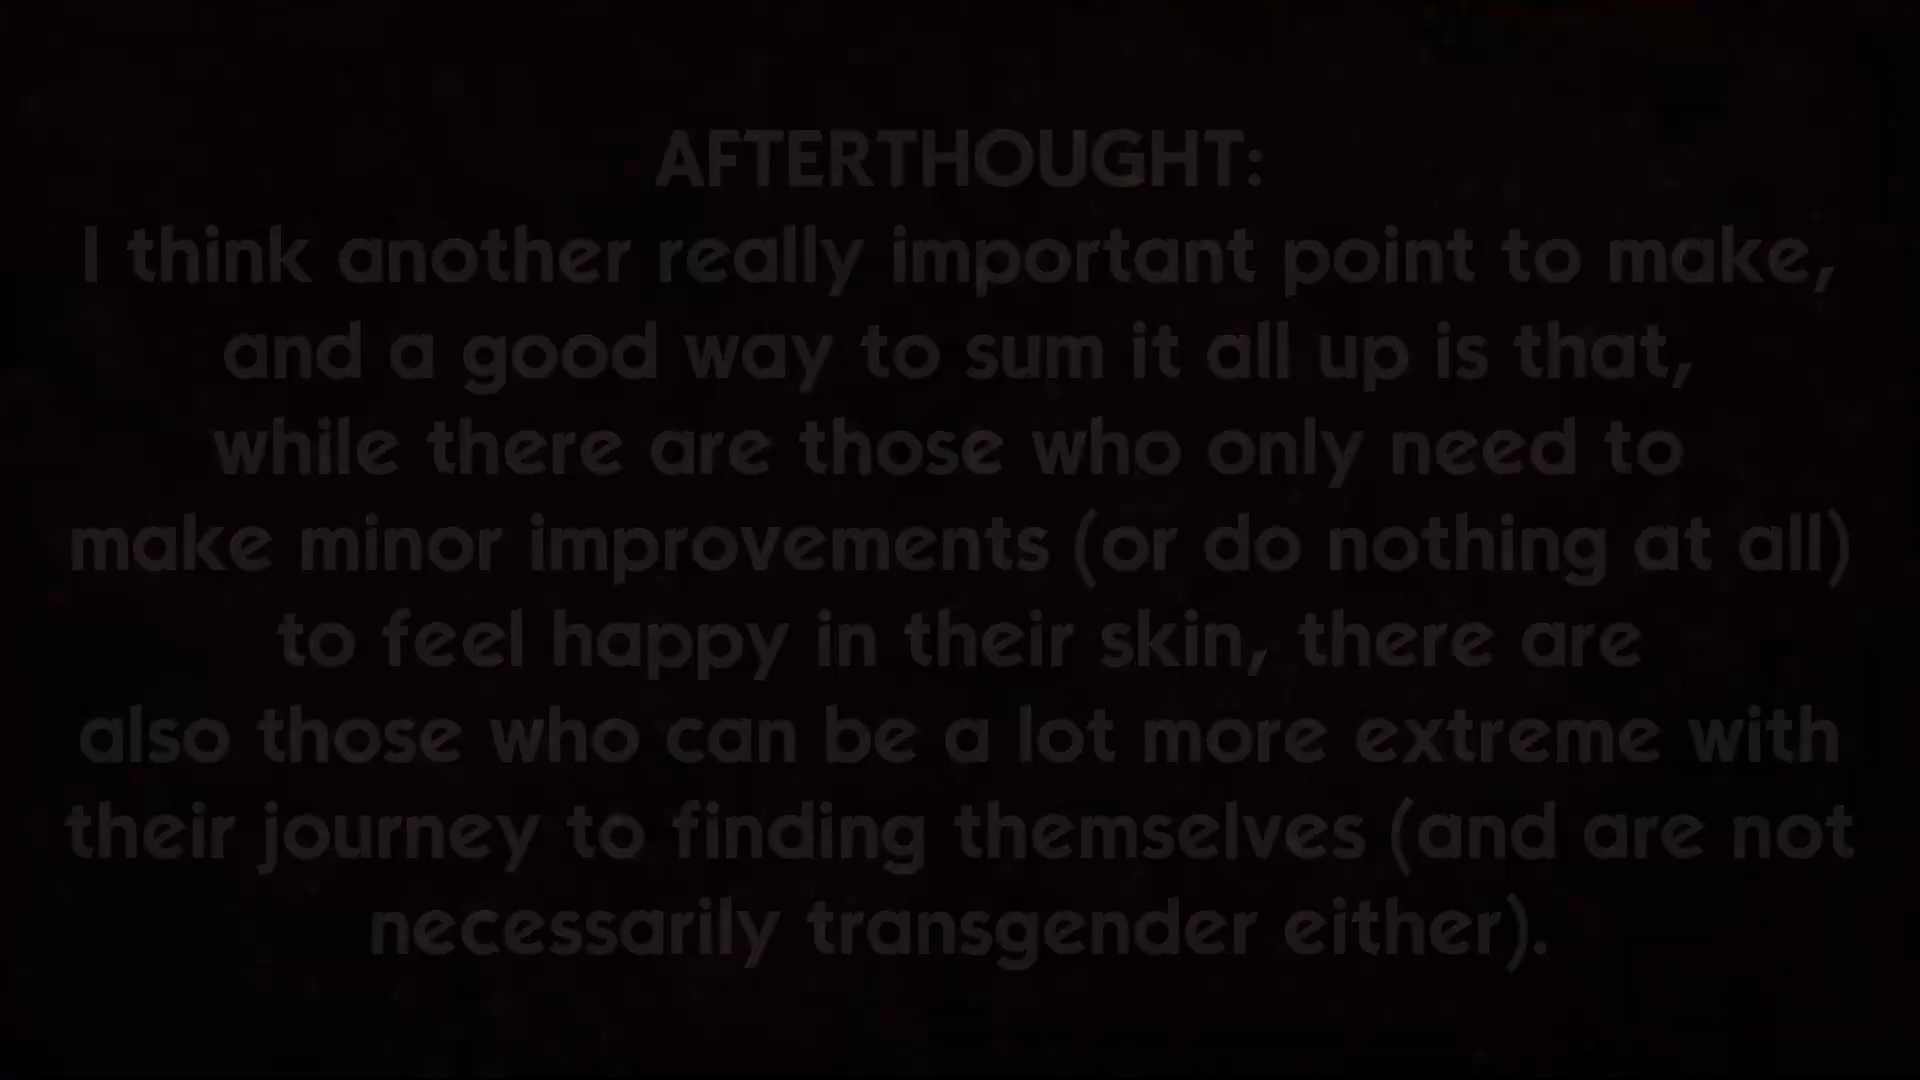 AFTERTHOUGHT:
I think another really important point to make,
and a good way to sum it all up is that,
while there are those who only need to
make minor improvements (or do nothing at all)
to feel happy in their skin, there are
also those who can be a lot more extreme with
their journey to finding themselves (and are not
necessarily transgender either).